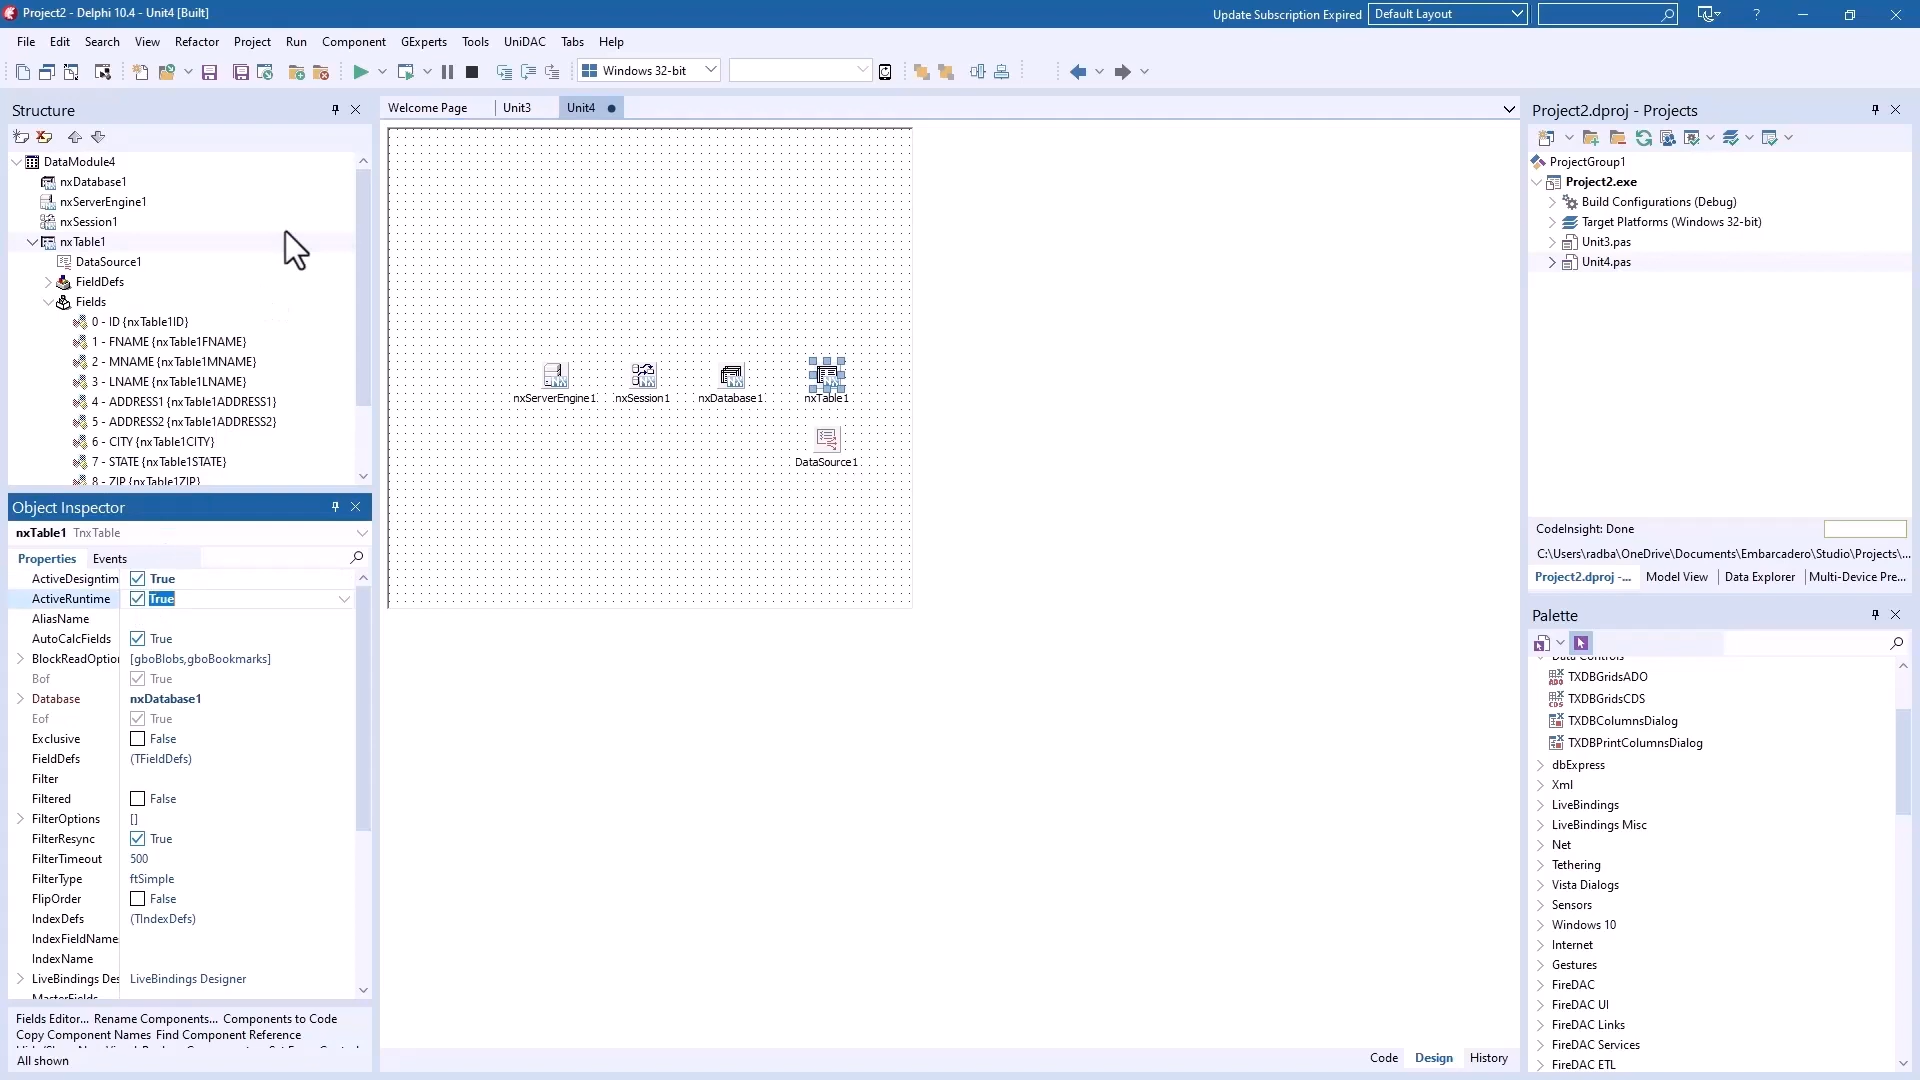 Project2 - Delphi 10.4 - Unit4 [Built]
Update Subscription Expired
Default Layout
File Edit Search View Refactor Project Run Component GExperts Tools UniDAC Tabs Help
Windows 32-bit
Structure
DataModule4
nxDatabase1
nxServerEngine1
nxSession1
nxTable1
DataSource1
FieldDefs
Fields
0 - ID {nxTable1ID}
1 - FNAME {nxTable1FNAME}
2 - MNAME {nxTable1MNAME}
3 - LNAME {nxTable1LNAME}
4 - ADDRESS1 {nxTable1ADDRESS1}
5 - ADDRESS2 {nxTable1ADDRESS2}
6 - CITY {nxTable1CITY}
7 - STATE {nxTable1STATE}
8 - ZIP {nxTable1ZIP}
Object Inspector
nxTable1 TnxTable
Properties Events
ActiveDesigntim True
ActiveRuntime True
AliasName
AutoCalcFields True
BlockReadOption [gboBlobs,gboBookmarks]
Bof True
Database nxDatabase1
Eof True
Exclusive False
FieldDefs (TFieldDefs)
Filter
Filtered False
FilterOptions []
FilterResync True
FilterTimeout 500
FilterType ftSimple
FlipOrder False
IndexDefs (TIndexDefs)
IndexFieldName
IndexName
LiveBindings Des LiveBindings Designer
MasterFields
Fields Editor... Rename Components... Components to Code
Copy Component Names Find Component Reference
All shown
Welcome Page Unit3 Unit4
nxServerEngine1
nxSession1
nxDatabase1
nxTable1
DataSource1
Code Design History
Project2.dproj - Projects
ProjectGroup1
Project2.exe
Build Configurations (Debug)
Target Platforms (Windows 32-bit)
Unit3.pas
Unit4.pas
CodeInsight: Done
C:\Users\radba\OneDrive\Documents\Embarcadero\Studio\Projects\...
Project2.dproj -... Model View Data Explorer Multi-Device Pre...
Palette
Data Controls
TXDBGridsADO
TXDBGridsCDS
TXDBColumnsDialog
TXDBPrintColumnsDialog
dbExpress
Xml
LiveBindings
LiveBindings Misc
Net
Tethering
Vista Dialogs
Sensors
Windows 10
Internet
Gestures
FireDAC
FireDAC UI
FireDAC Links
FireDAC Services
FireDAC ETL